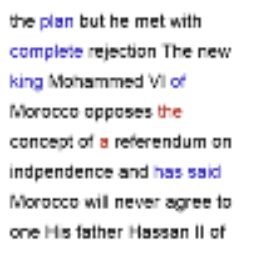 the plan but he met with
complete rejection The new
king Mohammed VI of
Morocco opposes the
concept of a referendum on
indpendence and has said
Morocco will never agree to
one His father Hassan II of